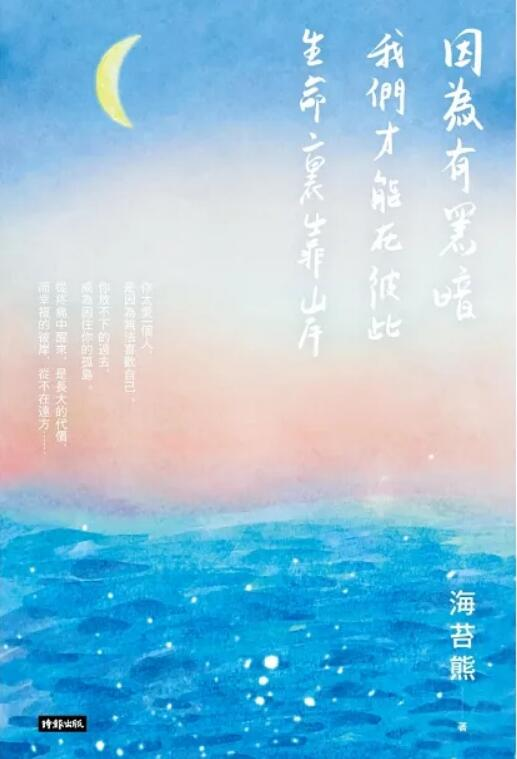 因為有黑暗
我們才能在彼此
生命裏靠岸
你太愛一個人，
是因為無法喜歡自己。
你放不下的過去，
成為困住你的孤島。
從疼痛中醒來，是長大的代價，
而幸福的彼岸，從不在遠方……
海苔熊
著
時報出版